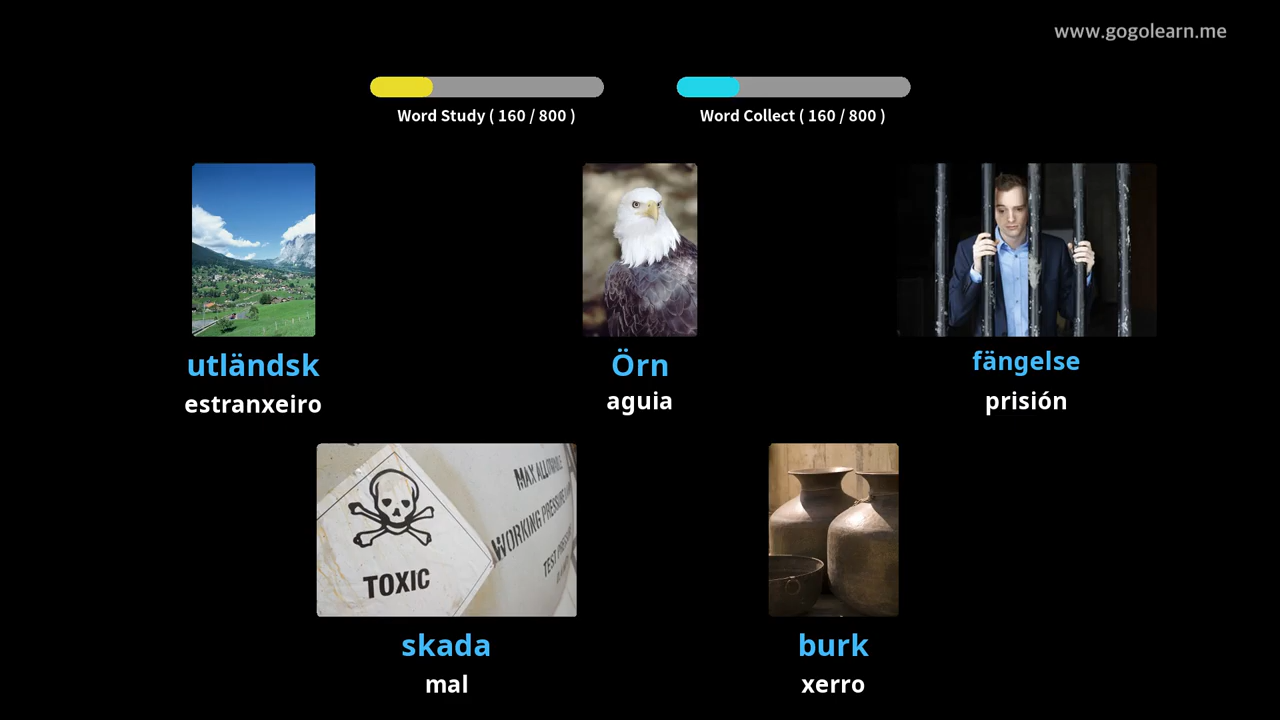 www.gogolearn.me
Word Study ( 160 / 800 )
Word Collect ( 160 / 800 )
utländsk
estranxeiro
Örn
aguia
fängelse
prisión
TOXIC
MAX ALLOWABLE
WORKING PRESSURE
TEST
skada
mal
burk
xerro